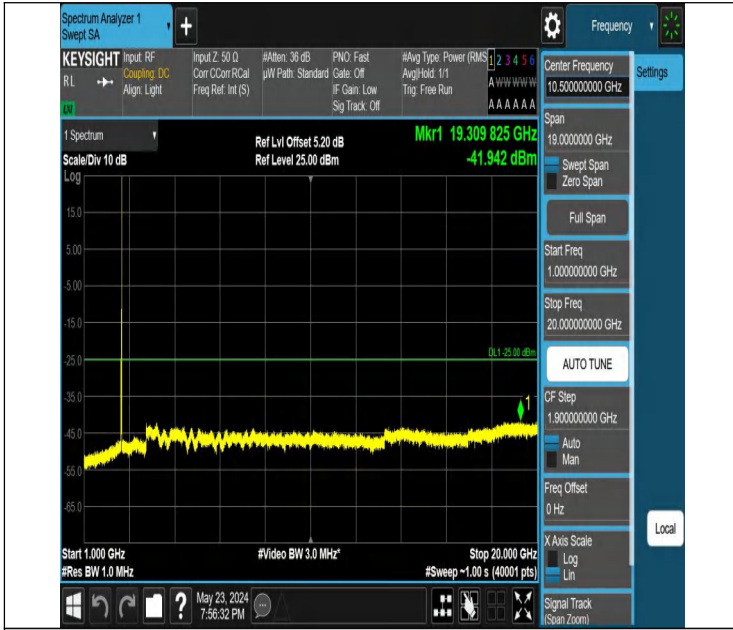 Spectrum Analyzer 1
Swept SA
Frequency
KEYSIGHT
RL
LXI
Input: RF
Coupling: DC
Align: Light
Input Z: 50 Ω
Corr CCorr RCal
Freq Ref: Int (S)
#Atten: 36 dB
µW Path: Standard
PNO: Fast
Gate: Off
IF Gain: Low
Sig Track: Off
#Avg Type: Power (RMS
Avg|Hold: 1/1
Trig: Free Run
1 2 3 4 5 6
A W W W W W
A A A A A A
1 Spectrum
Scale/Div 10 dB
Log
Ref Lvl Offset 5.20 dB
Ref Level 25.00 dBm
Mkr1 19.309 825 GHz
-41.942 dBm
15.0
5.00
-5.00
-15.0
-25.0
-35.0
-45.0
-55.0
-65.0
DL1 -25.00 dBm
1
Start 1.000 GHz
#Res BW 1.0 MHz
#Video BW 3.0 MHz*
Stop 20.000 GHz
#Sweep ~1.00 s (40001 pts)
May 23, 2024
7:56:32 PM
Center Frequency
10.500000000 GHz
Span
19.0000000 GHz
Swept Span
Zero Span
Full Span
Start Freq
1.000000000 GHz
Stop Freq
20.000000000 GHz
AUTO TUNE
CF Step
1.900000000 GHz
Auto
Man
Freq Offset
0 Hz
X Axis Scale
Log
Lin
Signal Track
(Span Zoom)
Settings
Local